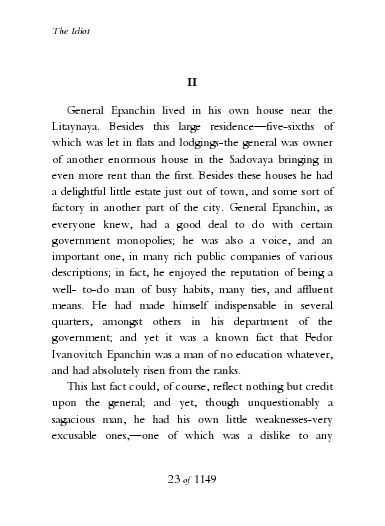 The Idiot
II
General Epanchin lived in his own house near the
Litaynaya. Besides this large residence—five-sixths of
which was let in flats and lodgings-the general was owner
of another enormous house in the Sadovaya bringing in
even more rent than the first. Besides these houses he had
a delightful little estate just out of town, and some sort of
factory in another part of the city. General Epanchin, as
everyone knew, had a good deal to do with certain
government monopolies; he was also a voice, and an
important one, in many rich public companies of various
descriptions; in fact, he enjoyed the reputation of being a
well- to-do man of busy habits, many ties, and affluent
means. He had made himself indispensable in several
quarters, amongst others in his department of the
government; and yet it was a known fact that Fedor
Ivanovitch Epanchin was a man of no education whatever,
and had absolutely risen from the ranks.
This last fact could, of course, reflect nothing but credit
upon the general; and yet, though unquestionably a
sagacious man, he had his own little weaknesses-very
excusable ones,—one of which was a dislike to any
23 of 1149